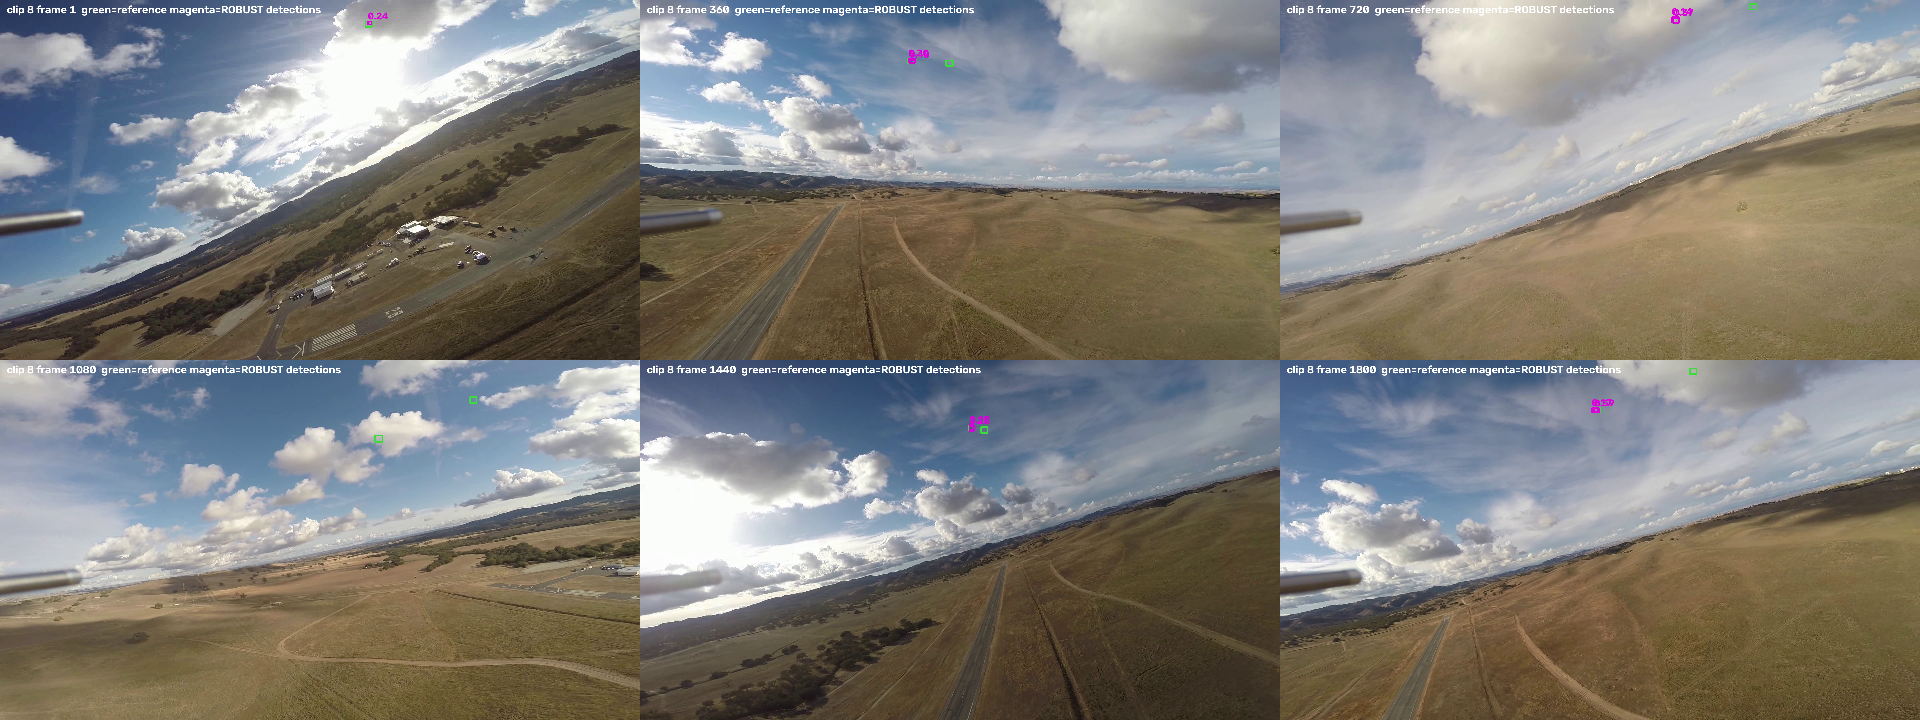 clip 8 frame 1 green=reference magenta=ROBUST detections
clip 8 frame 360 green=reference magenta=ROBUST detections
clip 8 frame 720 green=reference magenta=ROBUST detections
0.24
clip 8 frame 1080 green=reference magenta=ROBUST detections
clip 8 frame 1440 green=reference magenta=ROBUST detections
clip 8 frame 1800 green=reference magenta=ROBUST detections